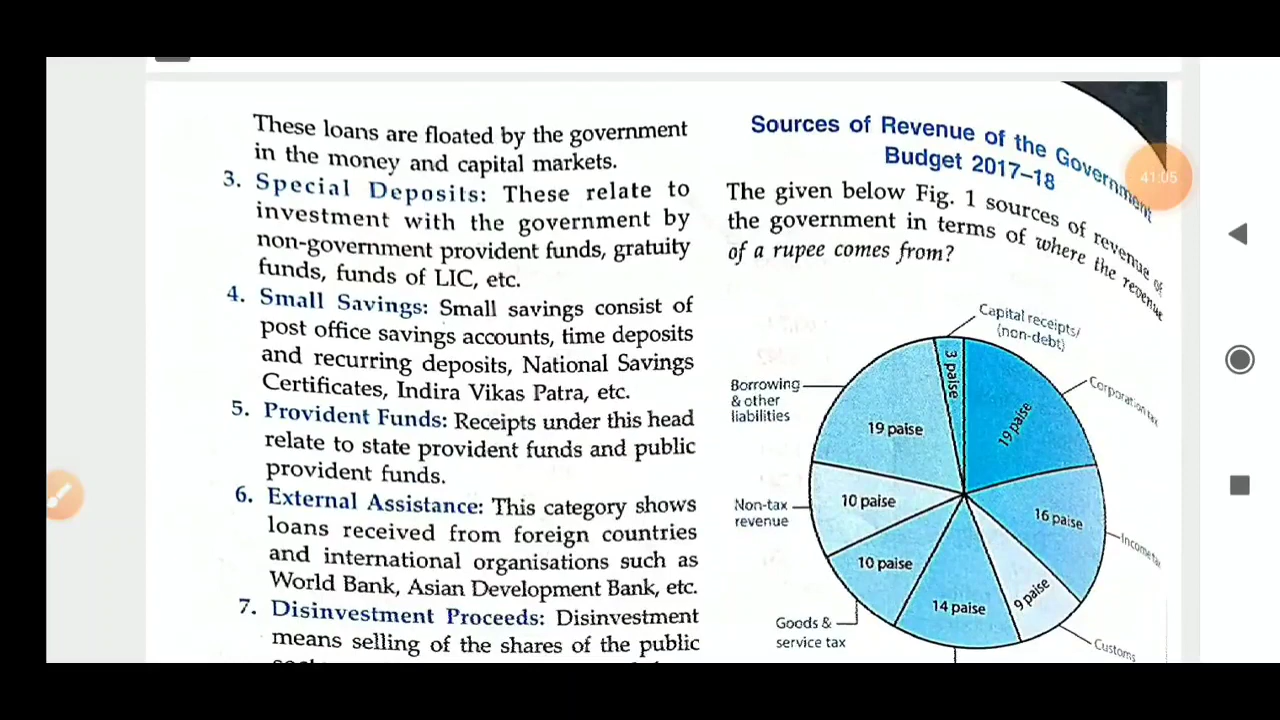 These loans are floated by the government
in the money and capital markets.
3. Special Deposits: These relate to
investment with the government by
non-government provident funds, gratuity
funds, funds of LIC, etc.
4. Small Savings: Small savings consist of
post office savings accounts, time deposits
and recurring deposits, National Savings
Certificates, Indira Vikas Patra, etc.
5. Provident Funds: Receipts under this head
relate to state provident funds and public
provident funds.
6. External Assistance: This category shows
loans received from foreign countries
and international organisations such as
World Bank, Asian Development Bank, etc.
7. Disinvestment Proceeds: Disinvestment
means selling of the shares of the public
Sources of Revenue of the Government
Budget 2017–18
41:05
The given below Fig. 1 sources of revenue of
the government in terms of where the revenue
of a rupee comes from?
Capital receipts/
(non-debt)
3 paise
Corporation tax
19 paise
Borrowing
& other
liabilities
19 paise
16 paise
Income tax
Non-tax
revenue
10 paise
10 paise
14 paise
9 paise
Customs
Goods &
service tax